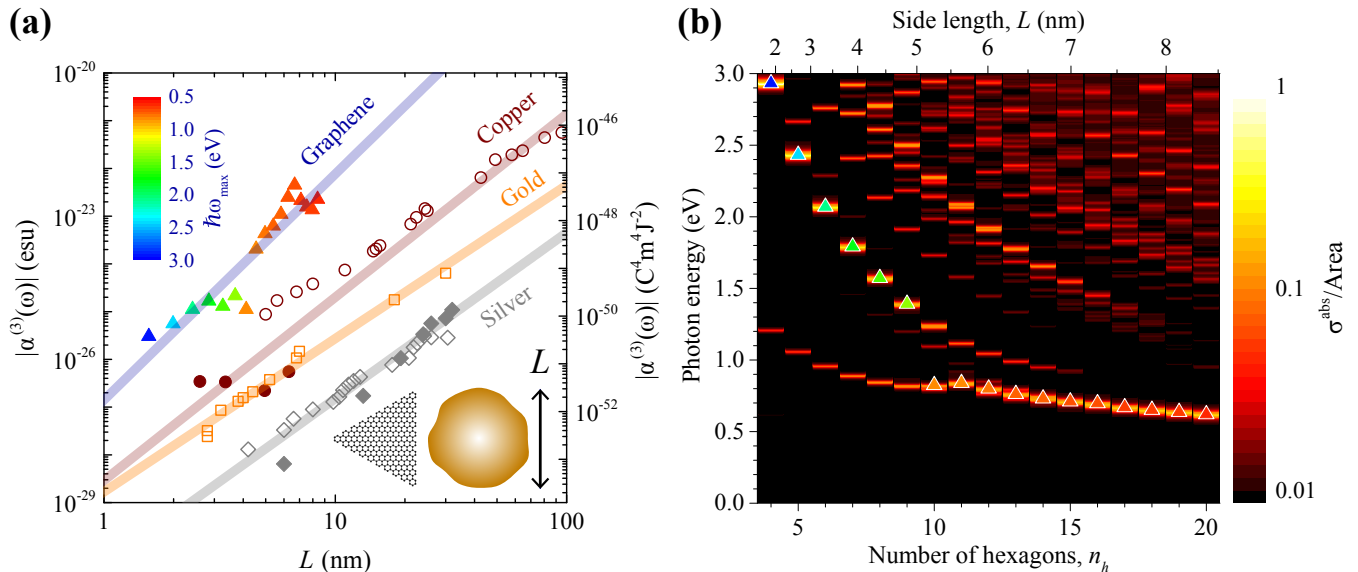 (a)
|α⁽³⁾(ω)| (esu)
10⁻²⁰
10⁻²³
10⁻²⁶
10⁻²⁹
0.5
1.0
1.5
2.0
2.5
3.0
ħω_max (eV)
Graphene
Copper
Gold
Silver
L
10⁻⁴⁶
10⁻⁴⁸
10⁻⁵⁰
10⁻⁵²
|α⁽³⁾(ω)| (C⁴m⁴J⁻²)
1 10 100
L (nm)
(b)
Side length, L (nm)
2 3 4 5 6 7 8
Photon energy (eV)
3.0
2.5
2.0
1.5
1.0
0.5
0.0
5 10 15 20
Number of hexagons, n_h
1
0.1
0.01
σ^abs/Area